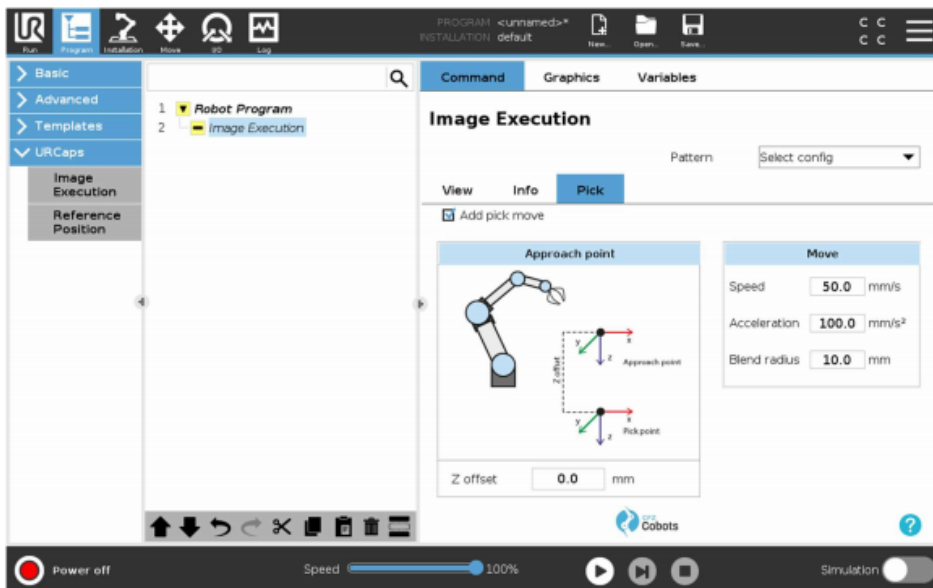 PROGRAM <unnamed>*
INSTALLATION default
UR
Run
Program
Installation
Move
I/O
Log
New...
Open...
Save...
C C
C C
Basic
Advanced
Templates
URCaps
Image
Execution
Reference
Position
1 Robot Program
2 Image Execution
Command Graphics Variables
Image Execution
Pattern Select config
View Info Pick
Add pick move
Approach point
Z offset
x
y
z
Approach point
x
y
z
Pick point
Z offset 0.0 mm
Move
Speed 50.0 mm/s
Acceleration 100.0 mm/s²
Blend radius 10.0 mm
Cobots
?
Power off
Speed 100%
Simulation